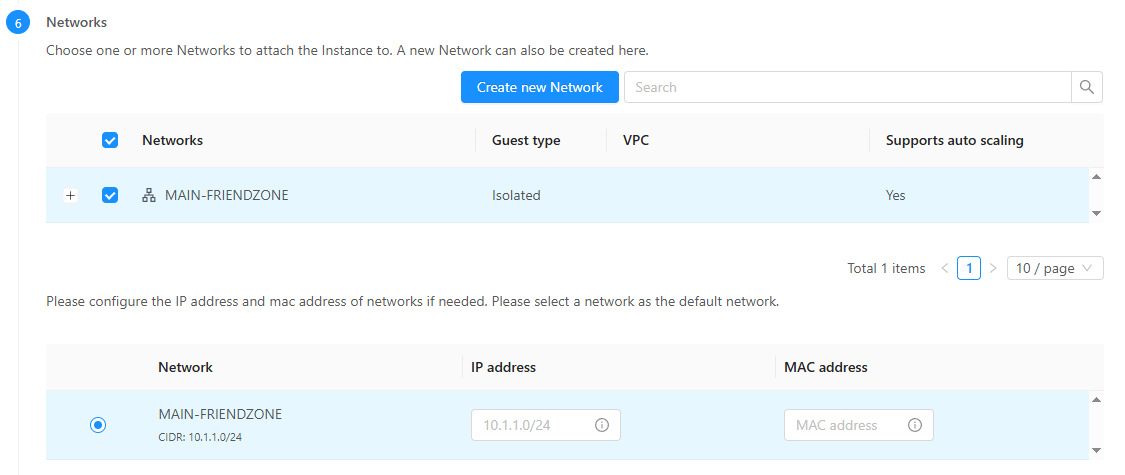 6 Networks
Choose one or more Networks to attach the Instance to. A new Network can also be created here.
Create new Network Search
Networks Guest type VPC Supports auto scaling
MAIN-FRIENDZONE Isolated Yes
Total 1 items < 1 > 10 / page
Please configure the IP address and mac address of networks if needed. Please select a network as the default network.
Network IP address MAC address
MAIN-FRIENDZONE
CIDR: 10.1.1.0/24 10.1.1.0/24 MAC address